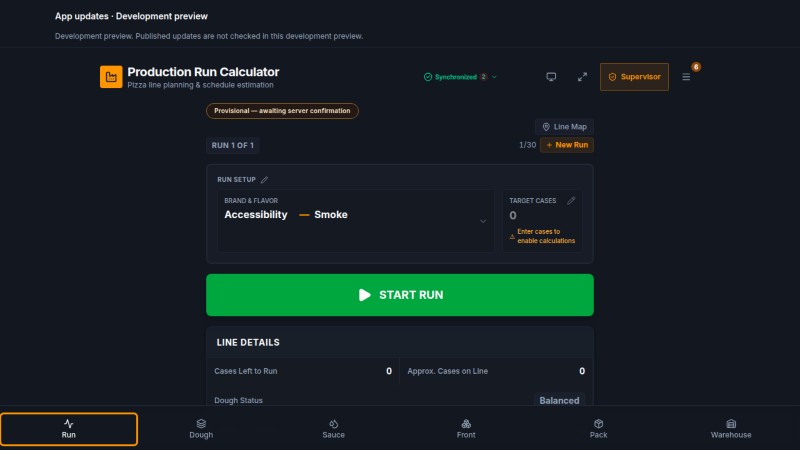 App updates · Development preview
Development preview. Published updates are not checked in this development preview.
Production Run Calculator
Pizza line planning & schedule estimation
Synchronized 2
Supervisor
6
Provisional — awaiting server confirmation
Line Map
RUN 1 OF 1
1/30
+ New Run
RUN SETUP
BRAND & FLAVOR
Accessibility — Smoke
TARGET CASES
0
Enter cases to
enable calculations
START RUN
LINE DETAILS
Cases Left to Run 0
Approx. Cases on Line 0
Dough Status Balanced
Run
Dough
Sauce
Front
Pack
Warehouse